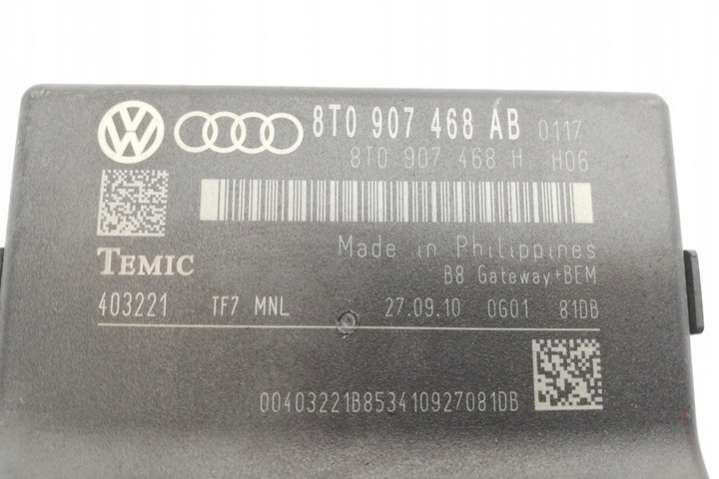 8T0 907 468 AB 0117
8T0 907 468 H H06
TEMIC
Made in Philippines
B8 Gateway+BEM
403221 TF7 MNL 27.09.10 0G01 81DB
00403221B853410927081DB